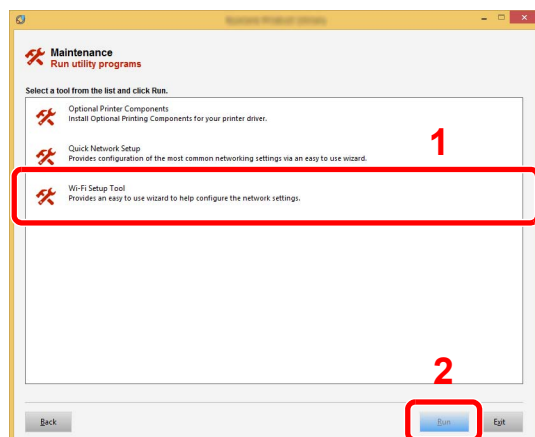 Maintenance
Run utility programs
Select a tool from the list and click Run.
Optional Printer Components
Install Optional Printing Components for your printer driver.
1
Quick Network Setup
Provides configuration of the most common networking settings via an easy to use wizard.
Wi-Fi Setup Tool
Provides an easy to use wizard to help configure the network settings.
2
Back
Run
Exit